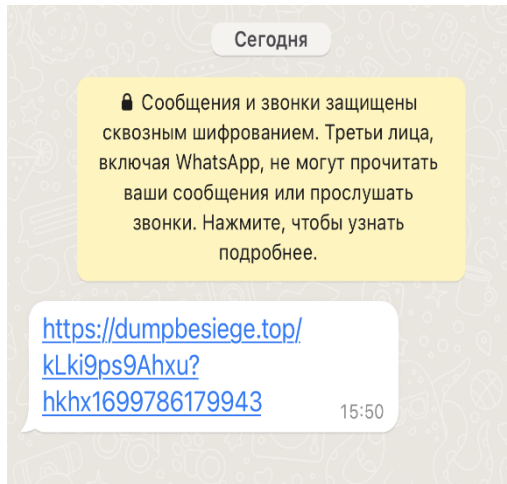 Сегодня
🔒 Сообщения и звонки защищены
сквозным шифрованием. Третьи лица,
включая WhatsApp, не могут прочитать
ваши сообщения или прослушать
звонки. Нажмите, чтобы узнать
подробнее.
https://dumpbesiege.top/
kLki9ps9Ahxu?
hkhx1699786179943
15:50